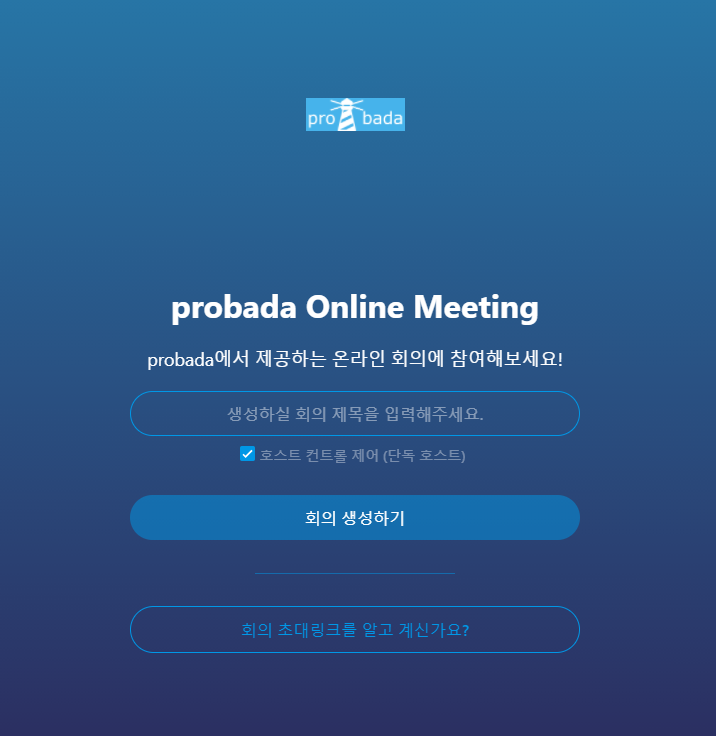 pro bada
probada Online Meeting
probada에서 제공하는 온라인 회의에 참여해보세요!
생성하실 회의 제목을 입력해주세요.
호스트 컨트롤 제어 (단독 호스트)
회의 생성하기
회의 초대링크를 알고 계신가요?